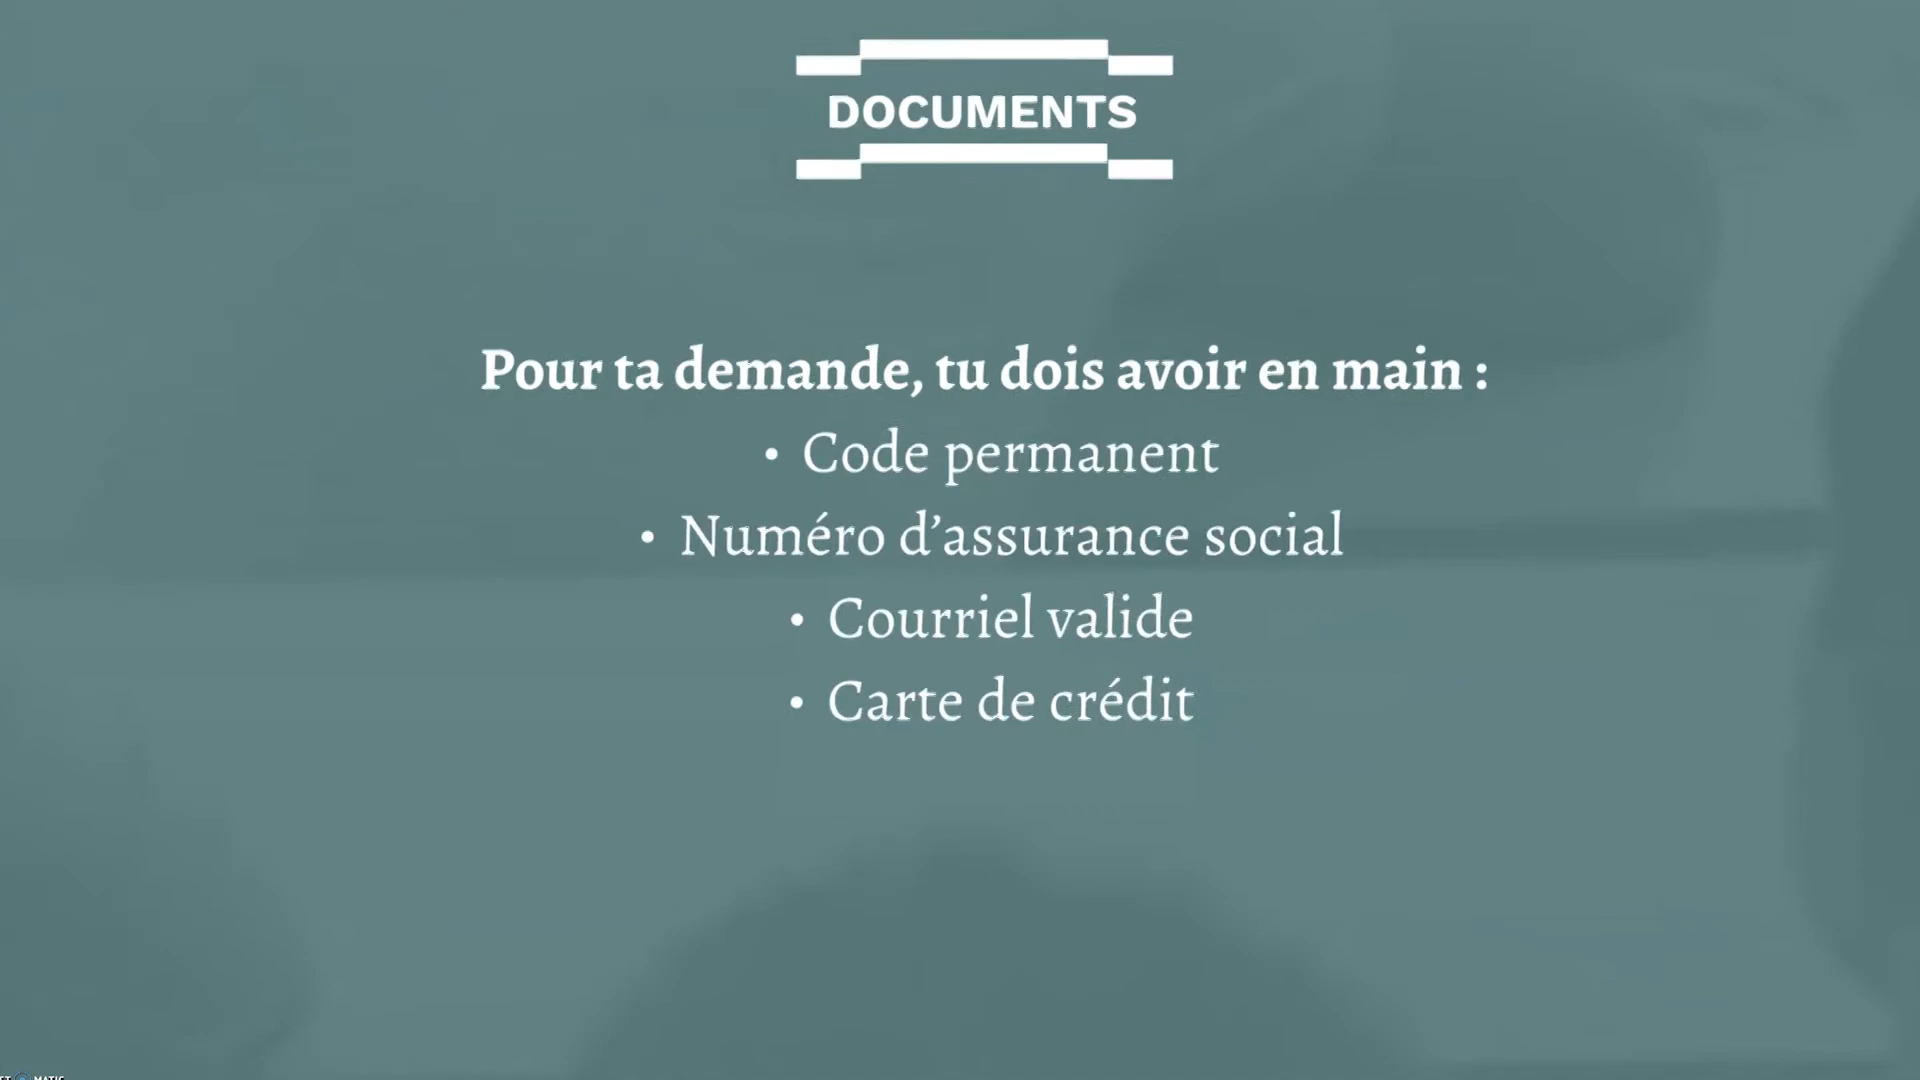 DOCUMENTS
Pour ta demande, tu dois avoir en main :
• Code permanent
• Numéro d’assurance social
• Courriel valide
• Carte de crédit